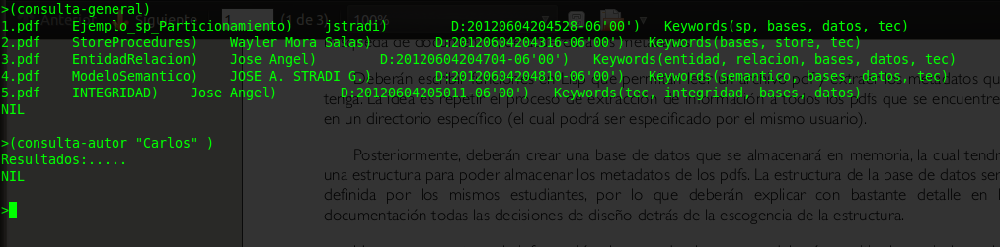 >(consulta-general)
1.pdf Ejemplo_sp_Particionamiento) jstradi) D:20120604204528-06'00') Keywords(sp, bases, datos, tec)
2.pdf StoreProcedures) Wayler Mora Salas) D:20120604204316-06'00') Keywords(bases, store, tec)
3.pdf EntidadRelacion) Jose Angel) D:20120604204704-06'00') Keywords(entidad, relacion, bases, datos, tec)
4.pdf ModeloSemantico) JOSE A. STRADI G.) D:20120604204810-06'00') Keywords(semantico, bases, datos, tec)
5.pdf INTEGRIDAD) Jose Angel) D:20120604205011-06'00') Keywords(tec, integridad, bases, datos)
NIL
>(consulta-autor "Carlos" )
Resultados:.....
NIL
>
Siguiente 1 (1 de 3) 100%
Deberán
tenga. La idea es repetir el proceso de extracción de información a todos los pdfs que se encuentre
en un directorio específico (el cual podrá ser especificado por el mismo usuario).
Posteriormente, deberán crear una base de datos que se almacenará en memoria, la cual tendr
una estructura para poder almacenar los metadatos de los pdfs. La estructura de la base de datos ser
definida por los mismos estudiantes, por lo que deberán explicar con bastante detalle en l
documentación todas las decisiones de diseño detrás de la escogencia de la estructura.